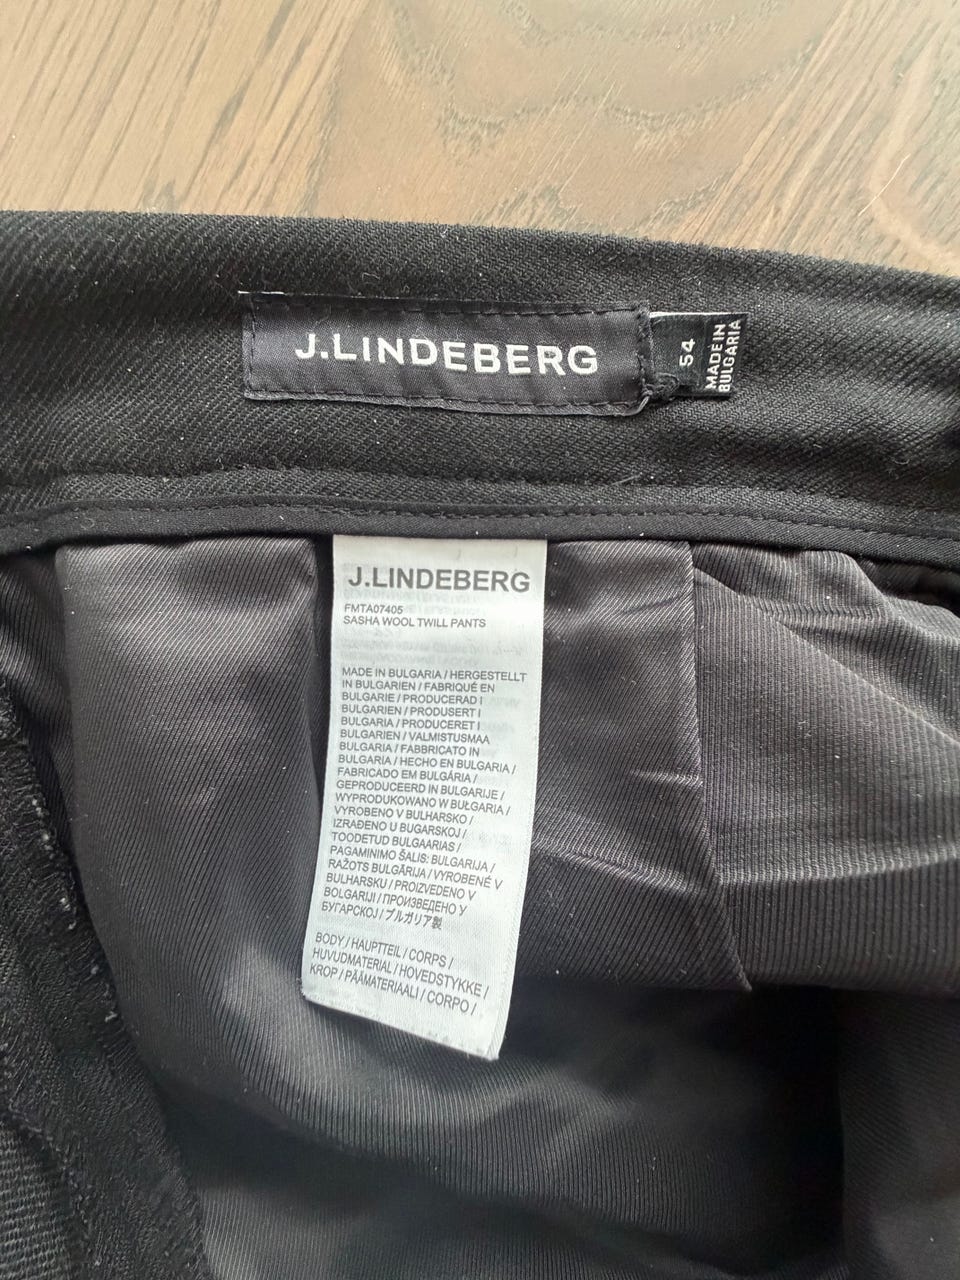 J.LINDEBERG
54
MADE IN
BULGARIA
J.LINDEBERG
FMTA07405
SASHA WOOL TWILL PANTS
MADE IN BULGARIA / HERGESTELLT
IN BULGARIEN / FABRIQUÉ EN
BULGARIE / PRODUCERAD I
BULGARIEN / PRODUSERT I
BULGARIA / PRODUCERET I
BULGARIEN / VALMISTUSMAA
BULGARIA / FABBRICATO IN
BULGARIA / HECHO EN BULGARIA /
FABRICADO EM BULGÁRIA /
GEPRODUCEERD IN BULGARIJE /
WYPRODUKOWANO W BUŁGARIA /
VYROBENO V BULHARSKO /
IZRAĐENO U BUGARSKOJ /
TOODETUD BULGAARIAS /
PAGAMINIMO ŠALIS: BULGARIJA /
RAŽOTS BULGĀRIJA / VYROBENÉ V
BULHARSKU / PROIZVEDENO V
BOLGARIJI / ПРОИЗВЕДЕНО У
БУГАРСКОЈ / ブルガリア製
BODY / HAUPTTEIL / CORPS /
HUVUDMATERIAL / HOVEDSTYKKE /
KROP / PÄÄMATERIAALI / CORPO /